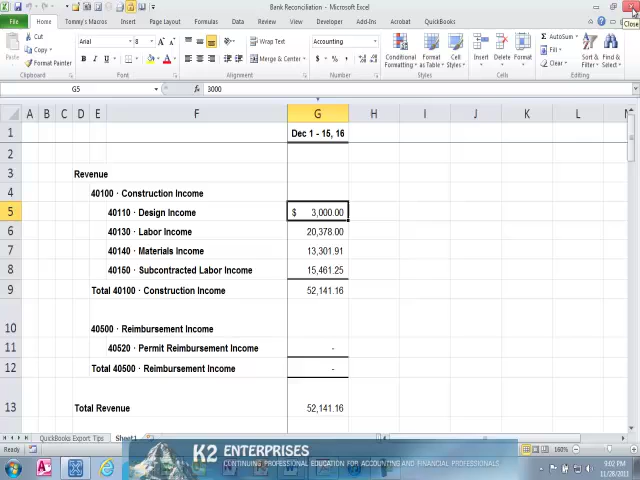 Bank Reconciliation - Microsoft Excel
File Home Tommy's Macros Insert Page Layout Formulas Data Review View Developer Add-Ins Acrobat QuickBooks
Close
Cut
Copy
Format Painter
Clipboard
Arial 8
Font
Wrap Text
Merge & Center
Alignment
Accounting
$ % ,
Number
Conditional Formatting
Format as Table
Cell Styles
Styles
Insert Delete Format
Cells
AutoSum
Fill
Clear
Sort & Filter
Find & Select
Editing
G5 fx 3000
A B C D E F G H I J K L M
1 Dec 1 - 15, 16
2
3 Revenue
4 40100 · Construction Income
5 40110 · Design Income $ 3,000.00
6 40130 · Labor Income 20,378.00
7 40140 · Materials Income 13,301.91
8 40150 · Subcontracted Labor Income 15,461.25
9 Total 40100 · Construction Income 52,141.16
10 40500 · Reimbursement Income
11 40520 · Permit Reimbursement Income -
12 Total 40500 · Reimbursement Income -
13 Total Revenue 52,141.16
QuickBooks Export Tips Sheet1
Ready
160%
K2 ENTERPRISES
CONTINUING PROFESSIONAL EDUCATION FOR ACCOUNTING AND FINANCIAL PROFESSIONALS
9:02 PM
11/28/2011